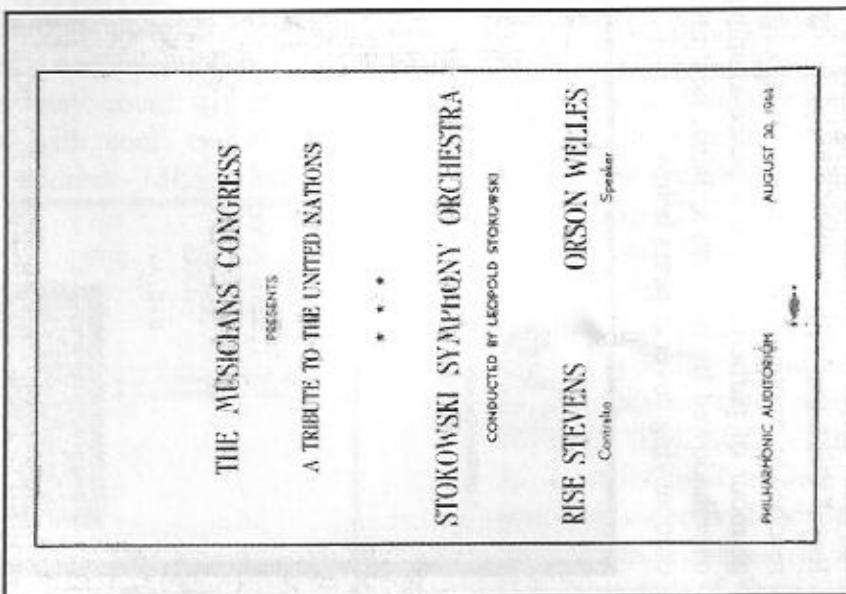 THE MUSICIANS CONGRESS
PRESENTS
A TRIBUTE TO THE UNITED NATIONS
★ ★ ★
STOKOWSKI SYMPHONY ORCHESTRA
CONDUCTED BY LEOPOLD STOKOWSKI
RISE STEVENS ORSON WELLES
Contralto Speaker
PHILHARMONIC AUDITORIUM AUGUST 30, 1944